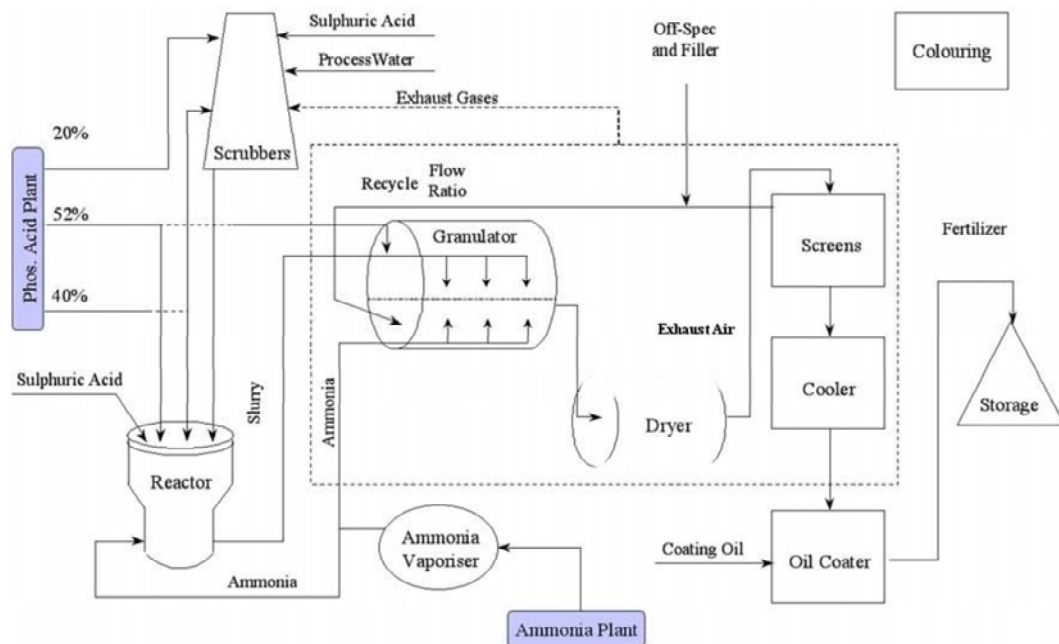 Sulphuric Acid
ProcessWater
Exhaust Gases
Scrubbers
Off-Spec
and Filler
Colouring
Phos. Acid Plant
20%
52%
40%
Recycle
Flow
Ratio
Granulator
Screens
Fertilizer
Exhaust Air
Cooler
Storage
Dryer
Sulphuric Acid
Slurry
Ammonia
Reactor
Ammonia
Vaporiser
Ammonia
Coating Oil
Oil Coater
Ammonia Plant